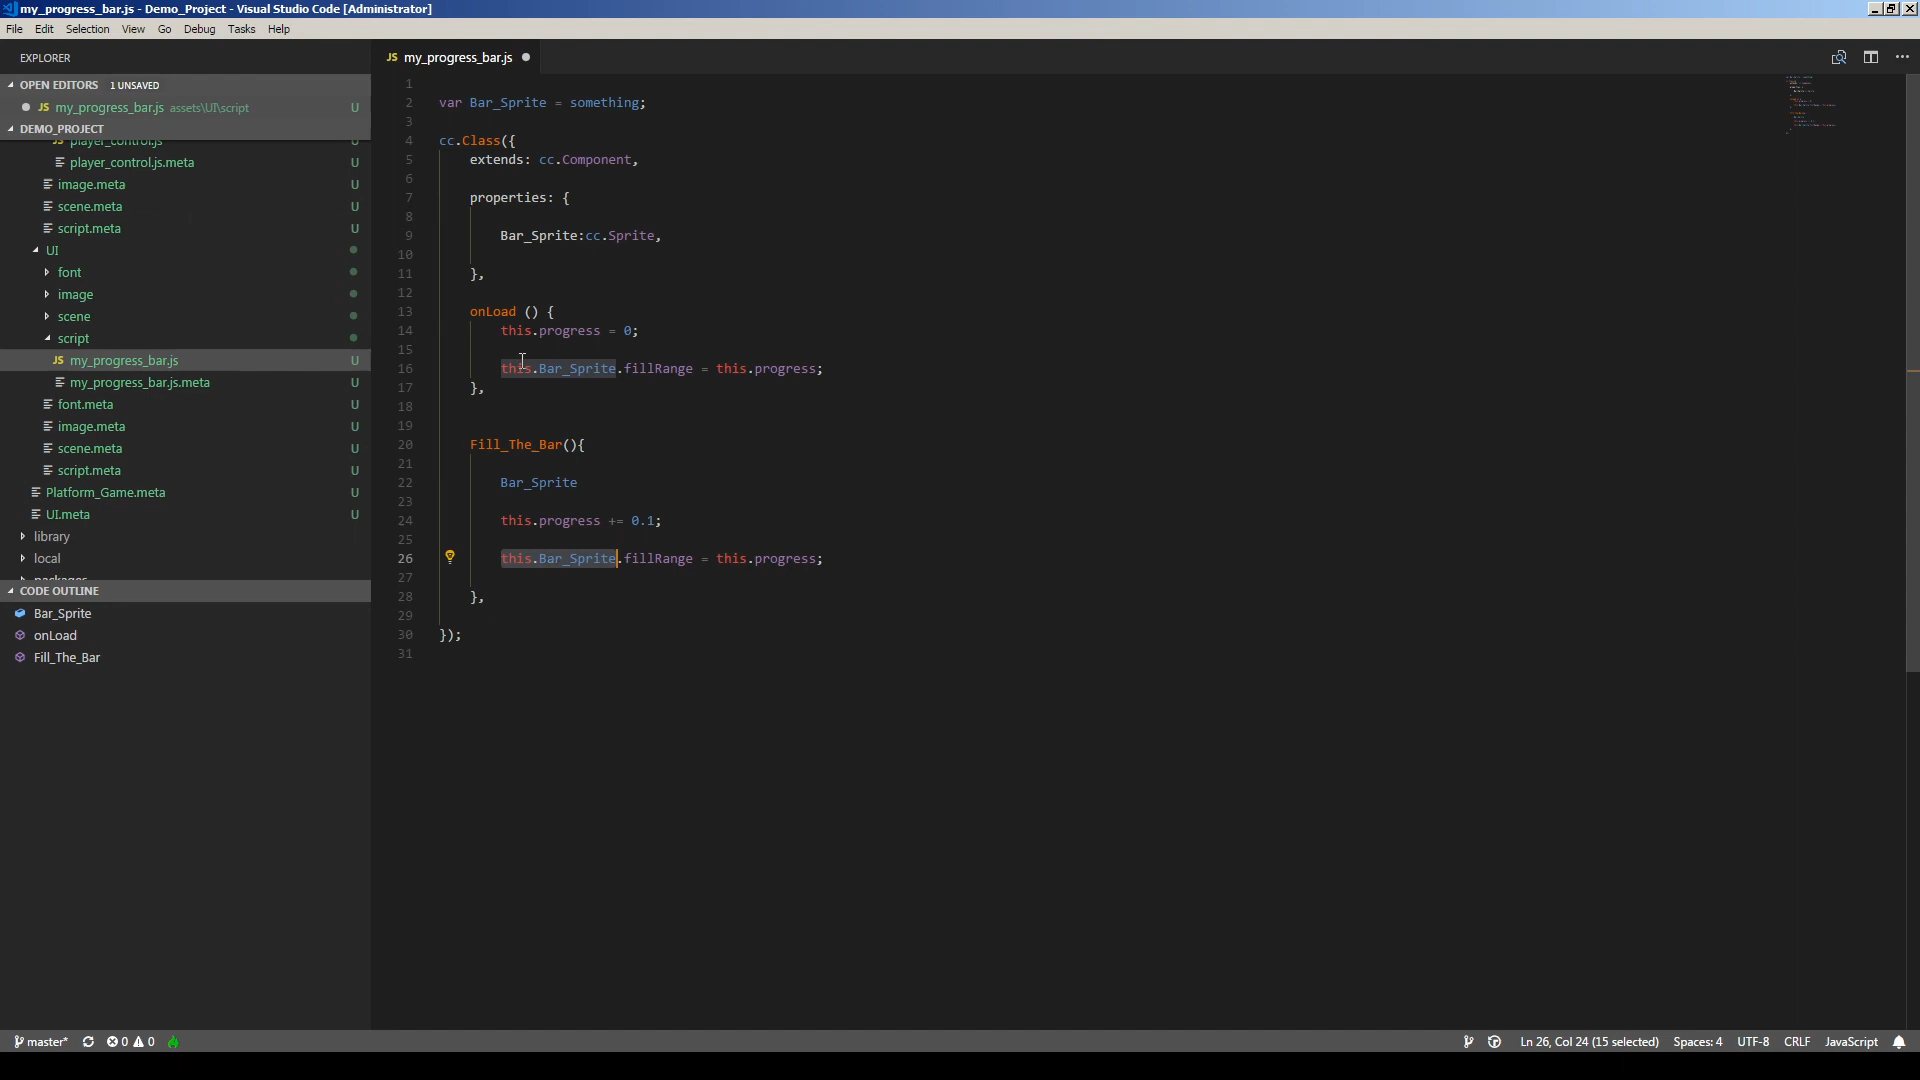 my_progress_bar.js - Demo_Project - Visual Studio Code [Administrator]
File Edit Selection View Go Debug Tasks Help
EXPLORER
OPEN EDITORS 1 UNSAVED
JS my_progress_bar.js assets\UI\script U
DEMO_PROJECT
player_control.js
player_control.js.meta U
image.meta U
scene.meta U
script.meta U
UI
font
image
scene
script
JS my_progress_bar.js U
my_progress_bar.js.meta U
font.meta U
image.meta U
scene.meta U
script.meta U
Platform_Game.meta U
UI.meta U
library
local
packages
CODE OUTLINE
Bar_Sprite
onLoad
Fill_The_Bar
JS my_progress_bar.js
1
2 var Bar_Sprite = something;
3
4 cc.Class({
5 extends: cc.Component,
6
7 properties: {
8
9 Bar_Sprite:cc.Sprite,
10
11 },
12
13 onLoad () {
14 this.progress = 0;
15
16 this.Bar_Sprite.fillRange = this.progress;
17 },
18
19
20 Fill_The_Bar(){
21
22 Bar_Sprite
23
24 this.progress += 0.1;
25
26 this.Bar_Sprite.fillRange = this.progress;
27
28 },
29
30 });
31
master* 0 0 Ln 26, Col 24 (15 selected) Spaces: 4 UTF-8 CRLF JavaScript